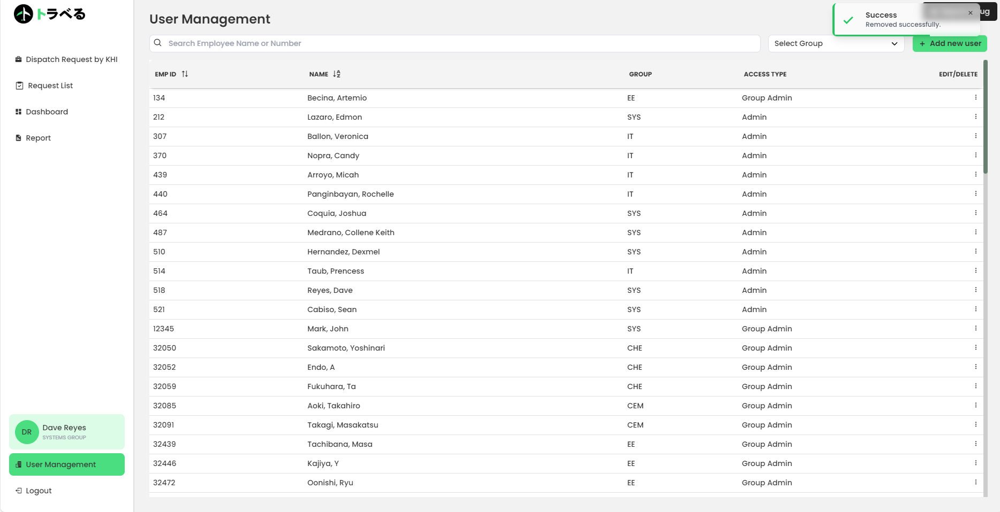 トラベる
Dispatch Request by KHI
Request List
Dashboard
Report
DR
Dave Reyes
SYSTEMS GROUP
User Management
Logout
User Management
Success
Removed successfully.
ug
Search Employee Name or Number
Select Group
+ Add new user
EMP ID NAME GROUP ACCESS TYPE EDIT/DELETE
134 Becina, Artemio EE Group Admin
212 Lazaro, Edmon SYS Admin
307 Ballon, Veronica IT Admin
370 Nopra, Candy IT Admin
439 Arroyo, Micah IT Admin
440 Panginbayan, Rochelle IT Admin
464 Coquia, Joshua SYS Admin
487 Medrano, Collene Keith SYS Admin
510 Hernandez, Dexmel SYS Admin
514 Taub, Prencess IT Admin
518 Reyes, Dave SYS Admin
521 Cabiso, Sean SYS Admin
12345 Mark, John SYS Group Admin
32050 Sakamoto, Yoshinari CHE Group Admin
32052 Endo, A CHE Group Admin
32059 Fukuhara, Ta CHE Group Admin
32085 Aoki, Takahiro CEM Group Admin
32091 Takagi, Masakatsu CEM Group Admin
32439 Tachibana, Masa EE Group Admin
32446 Kajiya, Y EE Group Admin
32472 Oonishi, Ryu EE Group Admin